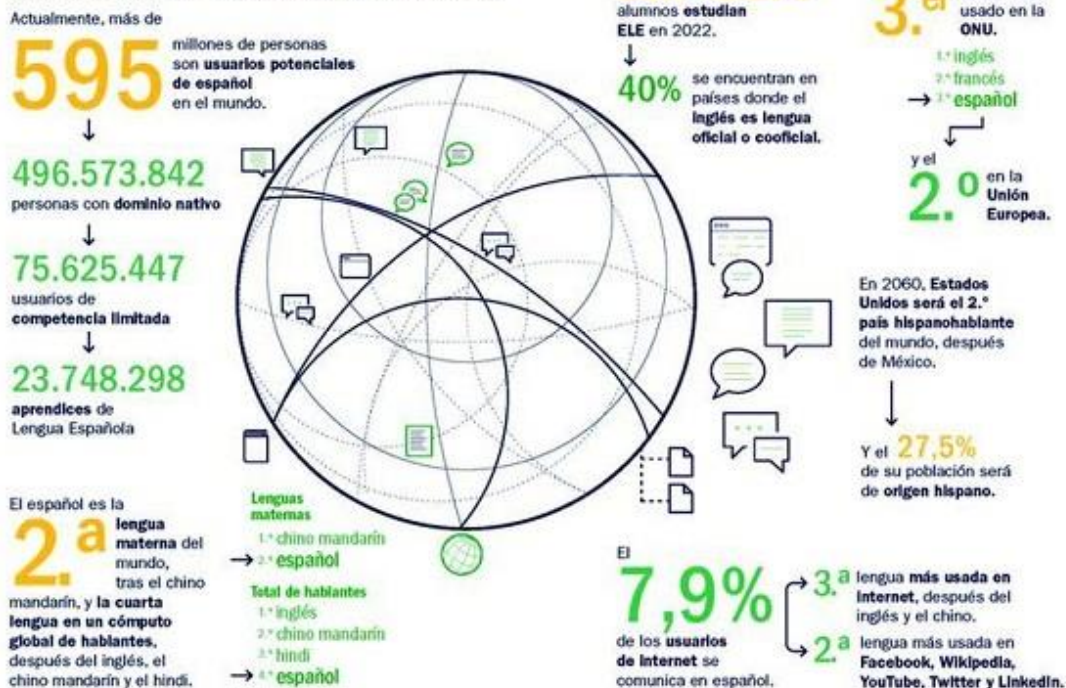 Actualmente, más de
595
millones de personas
son usuarios potenciales
de español
en el mundo.
496.573.842
personas con dominio nativo
75.625.447
usuarios de
competencia limitada
23.748.298
aprendices de
Lengua Española
alumnos estudian
ELE en 2022.
40%
se encuentran en
países donde el
inglés es lengua
oficial o cooficial.
3.er
usado en la
ONU.
1.º inglés
2.º francés
3.º español
y el
2.º
en la
Unión
Europea.
En 2060, Estados
Unidos será el 2.º
país hispanohablante
del mundo, después
de México.
Y el 27,5%
de su población será
de origen hispano.
El español es la
2.ª
lengua
materna del
mundo,
tras el chino
mandarín, y la cuarta
lengua en un cómputo
global de hablantes,
después del inglés, el
chino mandarín y el hindi.
Lenguas
maternas
1.º chino mandarín
2.º español
Total de hablantes
1.º inglés
2.º chino mandarín
3.º hindi
4.º español
El
7,9%
de los usuarios
de internet se
comunica en español.
3.ª lengua más usada en
Internet, después del
inglés y el chino.
2.ª lengua más usada en
Facebook, Wikipedia,
YouTube, Twitter y LinkedIn.